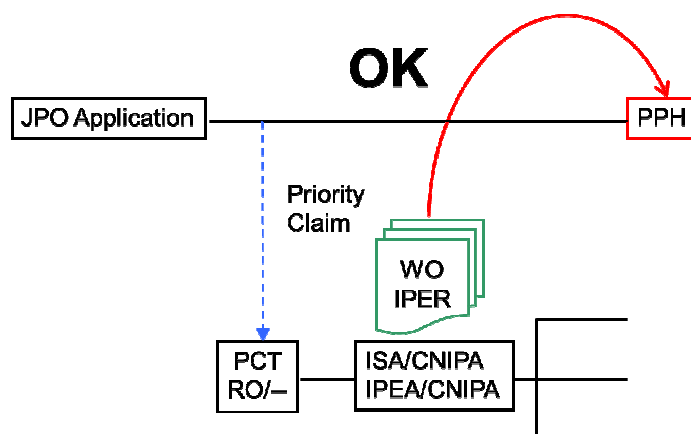 OK
JPO Application
PPH
Priority
Claim
WO
IPER
PCT
RO/--
ISA/CNIPA
IPEA/CNIPA